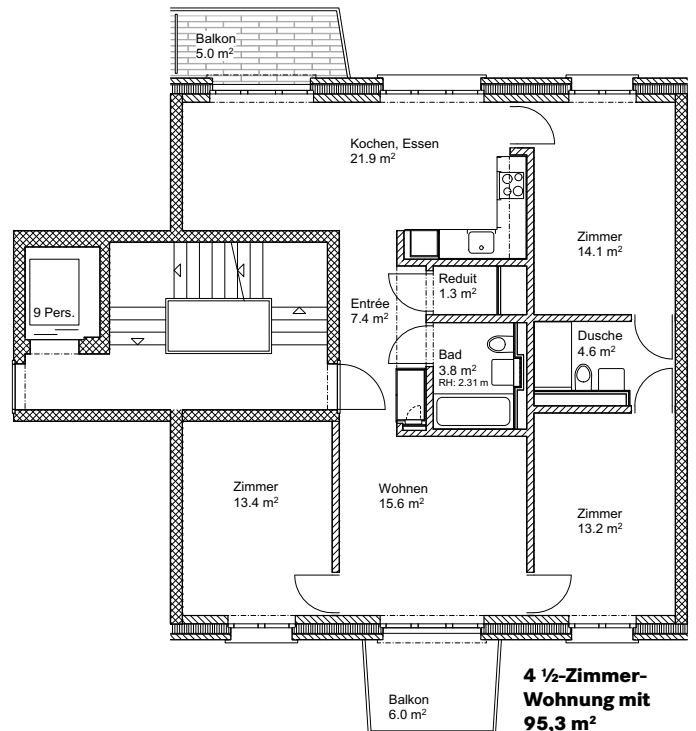 Balkon
5.0 m²
Kochen, Essen
21.9 m²
Zimmer
14.1 m²
9 Pers.
Reduit
1.3 m²
Entrée
7.4 m²
Dusche
4.6 m²
Bad
3.8 m²
RH: 2.31 m
Zimmer
13.4 m²
Wohnen
15.6 m²
Zimmer
13.2 m²
Balkon
6.0 m²
4 ½-Zimmer-
Wohnung mit
95,3 m²